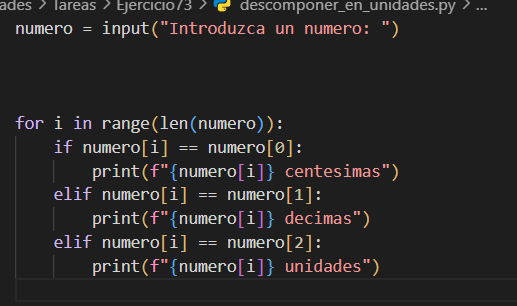 ades > Tareas > Ejercicio73 > descomponer_en_unidades.py > ...
numero = input("Introduzca un numero: ")
for i in range(len(numero)):
    if numero[i] == numero[0]:
        print(f"{numero[i]} centesimas")
    elif numero[i] == numero[1]:
        print(f"{numero[i]} decimas")
    elif numero[i] == numero[2]:
        print(f"{numero[i]} unidades")